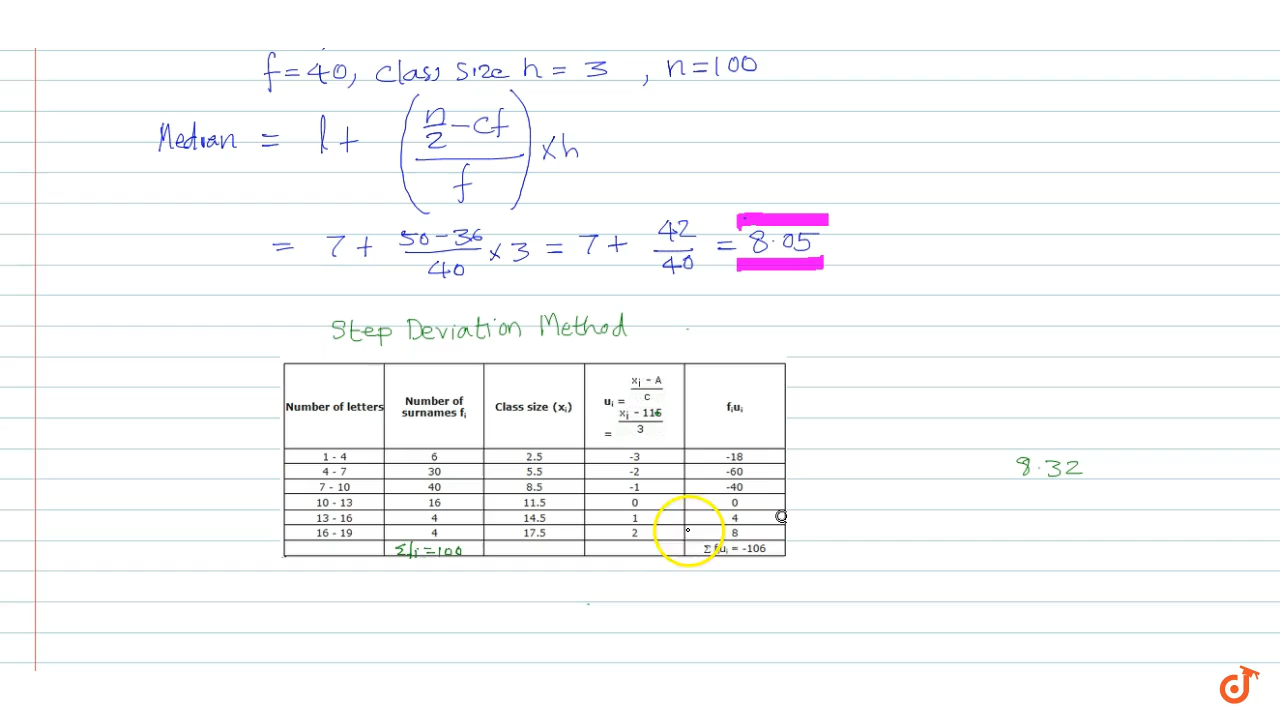 f = 40, class size h = 3 , n = 100
Median = l + ( (n/2 - cf) / f ) × h
= 7 + (50 - 36)/40 × 3 = 7 + 42/40 = 8.05
Step Deviation Method
Number of letters | Number of surnames fi | Class size (xi) | ui = (xi - A)/c = (xi - 115)/3 | fiui
1 - 4 | 6 | 2.5 | -3 | -18
4 - 7 | 30 | 5.5 | -2 | -60
7 - 10 | 40 | 8.5 | -1 | -40
10 - 13 | 16 | 11.5 | 0 | 0
13 - 16 | 4 | 14.5 | 1 | 4
16 - 19 | 4 | 17.5 | 2 | 8
Σfi = 100 | Σ fiui = -106
8.32